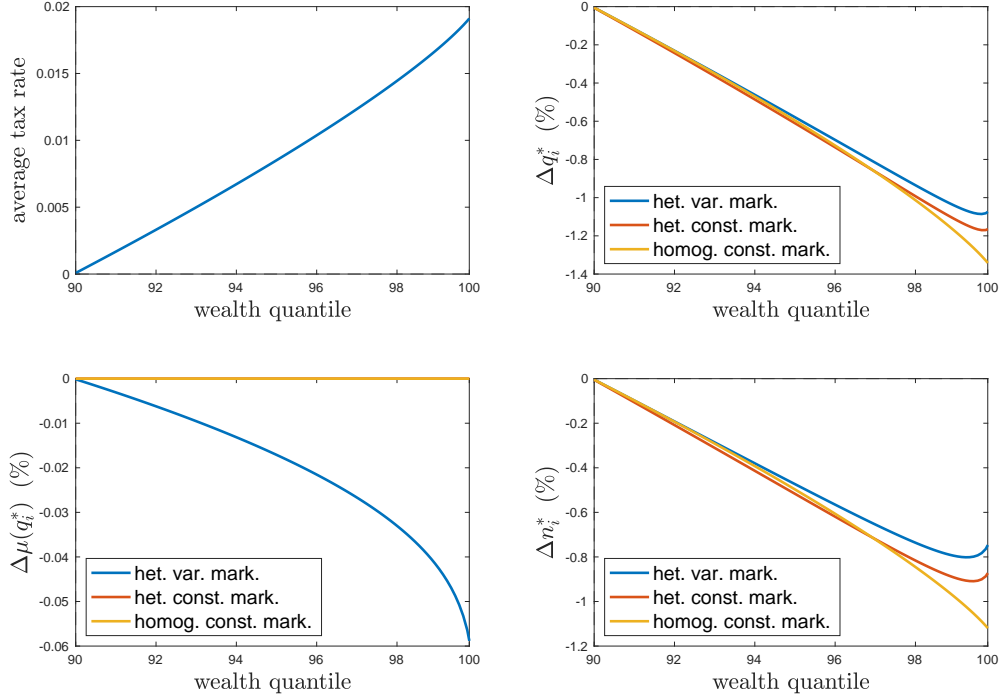 average tax rate
0.02
0.015
0.01
0.005
0
90 92 94 96 98 100
wealth quantile
Δq*ᵢ (%)
0
-0.2
-0.4
-0.6
-0.8
-1
-1.2
-1.4
het. var. mark.
het. const. mark.
homog. const. mark.
90 92 94 96 98 100
wealth quantile
Δμ(q*ᵢ) (%)
0
-0.01
-0.02
-0.03
-0.04
-0.05
-0.06
het. var. mark.
het. const. mark.
homog. const. mark.
90 92 94 96 98 100
wealth quantile
Δn*ᵢ (%)
0
-0.2
-0.4
-0.6
-0.8
-1
-1.2
het. var. mark.
het. const. mark.
homog. const. mark.
90 92 94 96 98 100
wealth quantile